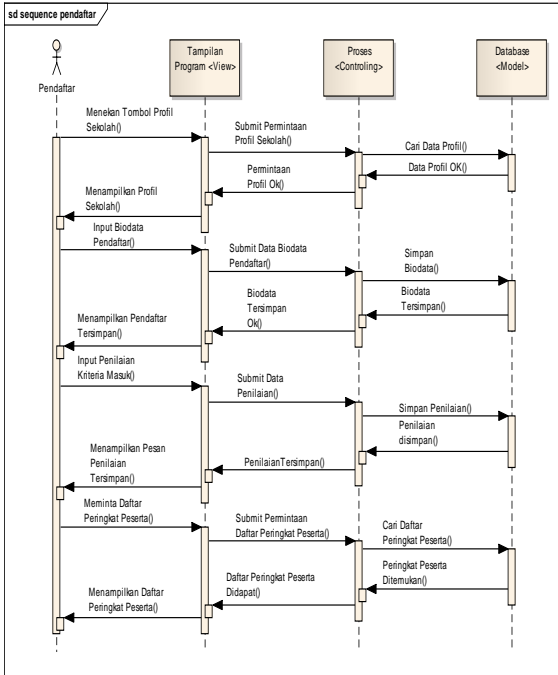 sd sequence pendaftar
Pendaftar
Tampilan
Program <View>
Proses
<Controling>
Database
<Model>
Menekan Tombol Profil
Sekolah()
Submit Permintaan
Profil Sekolah()
Cari Data Profil()
Data Profil OK()
Permintaan
Profil Ok()
Menampilkan Profil
Sekolah()
Input Biodata
Pendaftar()
Submit Data Biodata
Pendaftar()
Simpan
Biodata()
Biodata
Tersimpan()
Biodata
Tersimpan
Ok()
Menampilkan Pendaftar
Tersimpan()
Input Penilaian
Kriteria Masuk()
Submit Data
Penilaian()
Simpan Penilaian()
Penilaian
disimpan()
PenilaianTersimpan()
Menampilkan Pesan
Penilaian
Tersimpan()
Meminta Daftar
Peringkat Peserta()
Submit Permintaan
Daftar Peringkat Peserta()
Cari Daftar
Peringkat Peserta()
Peringkat Peserta
Ditemukan()
Daftar Peringkat Peserta
Didapat()
Menampilkan Daftar
Peringkat Peserta()